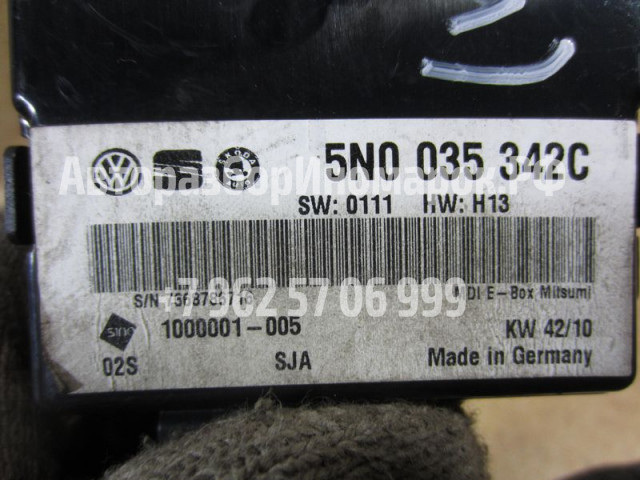 5N0 035 342C
АвторазборИномарок.РФ
SW: 0111 HW: H13
+7 962 57 06 999
S/N
MDI E-Box Mitsumi
1000001-005
KW 42/10
02S SJA Made in Germany